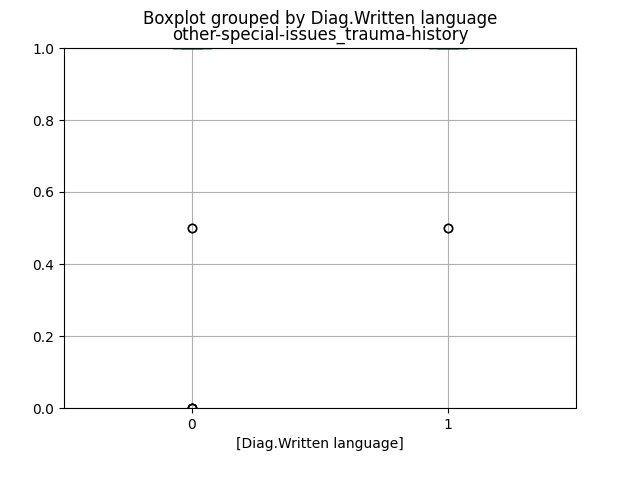 Boxplot grouped by Diag.Written language
other-special-issues_trauma-history
1.0
0.8
0.6
0.4
0.2
0.0
0 1
[Diag.Written language]